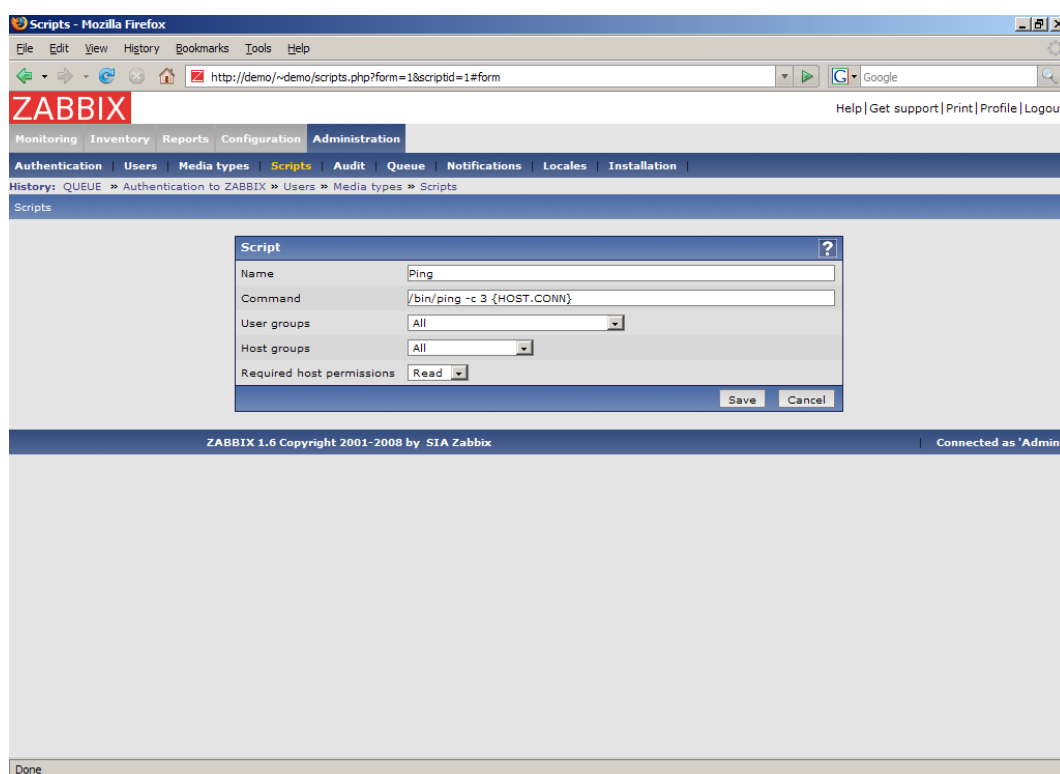 Scripts - Mozilla Firefox
File Edit View History Bookmarks Tools Help
http://demo/~demo/scripts.php?form=1&scriptid=1#form
G Google
ZABBIX
Help|Get support|Print|Profile|Logou
Monitoring Inventory Reports Configuration Administration
Authentication | Users | Media types | Scripts | Audit | Queue | Notifications | Locales | Installation |
History: QUEUE » Authentication to ZABBIX » Users » Media types » Scripts
Scripts
Script ?
Name Ping
Command /bin/ping -c 3 {HOST.CONN}
User groups All
Host groups All
Required host permissions Read
Save Cancel
ZABBIX 1.6 Copyright 2001-2008 by SIA Zabbix | Connected as 'Admin
Done